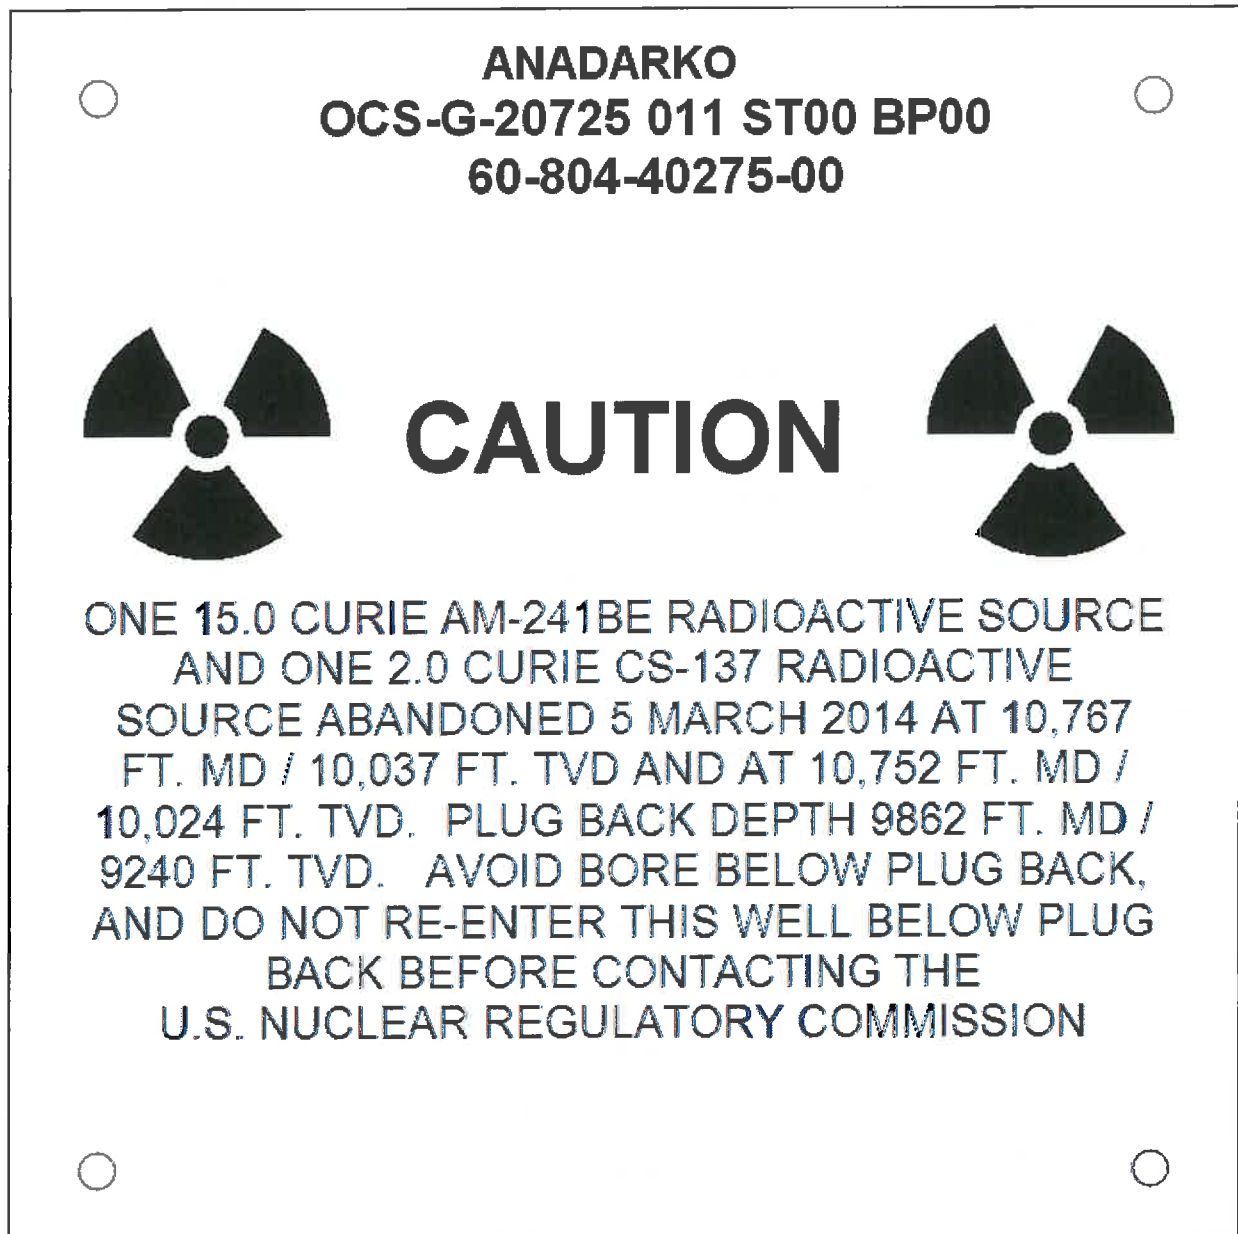 ANADARKO
OCS-G-20725 011 ST00 BP00
60-804-40275-00
CAUTION
ONE 15.0 CURIE AM-241BE RADIOACTIVE SOURCE
AND ONE 2.0 CURIE CS-137 RADIOACTIVE
SOURCE ABANDONED 5 MARCH 2014 AT 10,767
FT. MD / 10,037 FT. TVD AND AT 10,752 FT. MD /
10,024 FT. TVD. PLUG BACK DEPTH 9862 FT. MD /
9240 FT. TVD. AVOID BORE BELOW PLUG BACK,
AND DO NOT RE-ENTER THIS WELL BELOW PLUG
BACK BEFORE CONTACTING THE
U.S. NUCLEAR REGULATORY COMMISSION